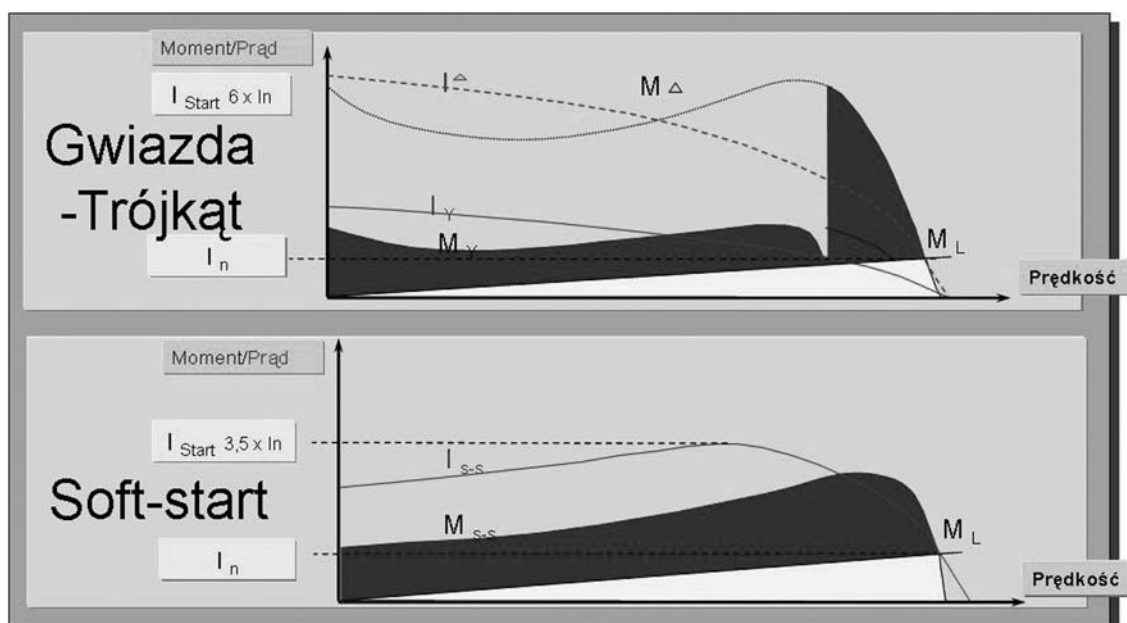 Moment/Prąd
I Start 6 x In
Gwiazda
-Trójkąt
I n
I △
M △
I Y
M Y
M L
Prędkość
Moment/Prąd
I Start 3,5 x In
Soft-start
I n
I s-s
M s-s
M L
Prędkość